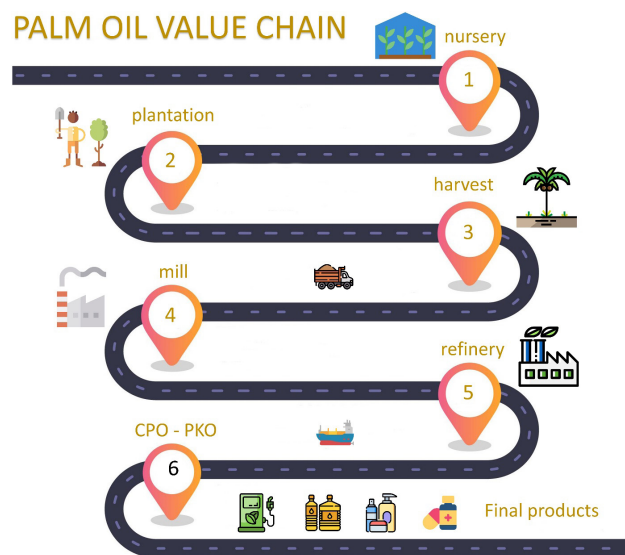 PALM OIL VALUE CHAIN
nursery
1
plantation
2
harvest
3
mill
4
refinery
5
CPO - PKO
6
Final products